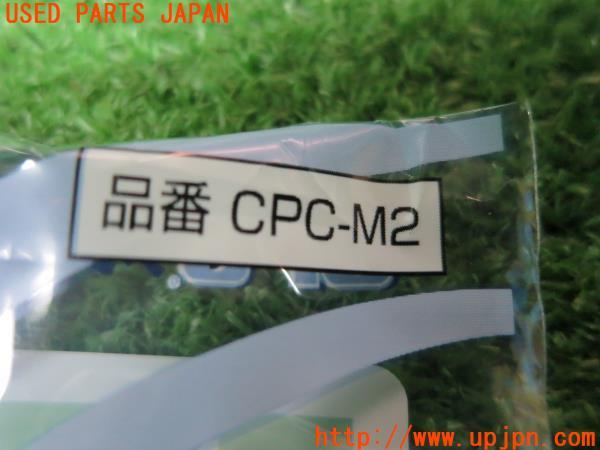 USED PARTS JAPAN
品番 CPC-M2
http://www.upjpn.com